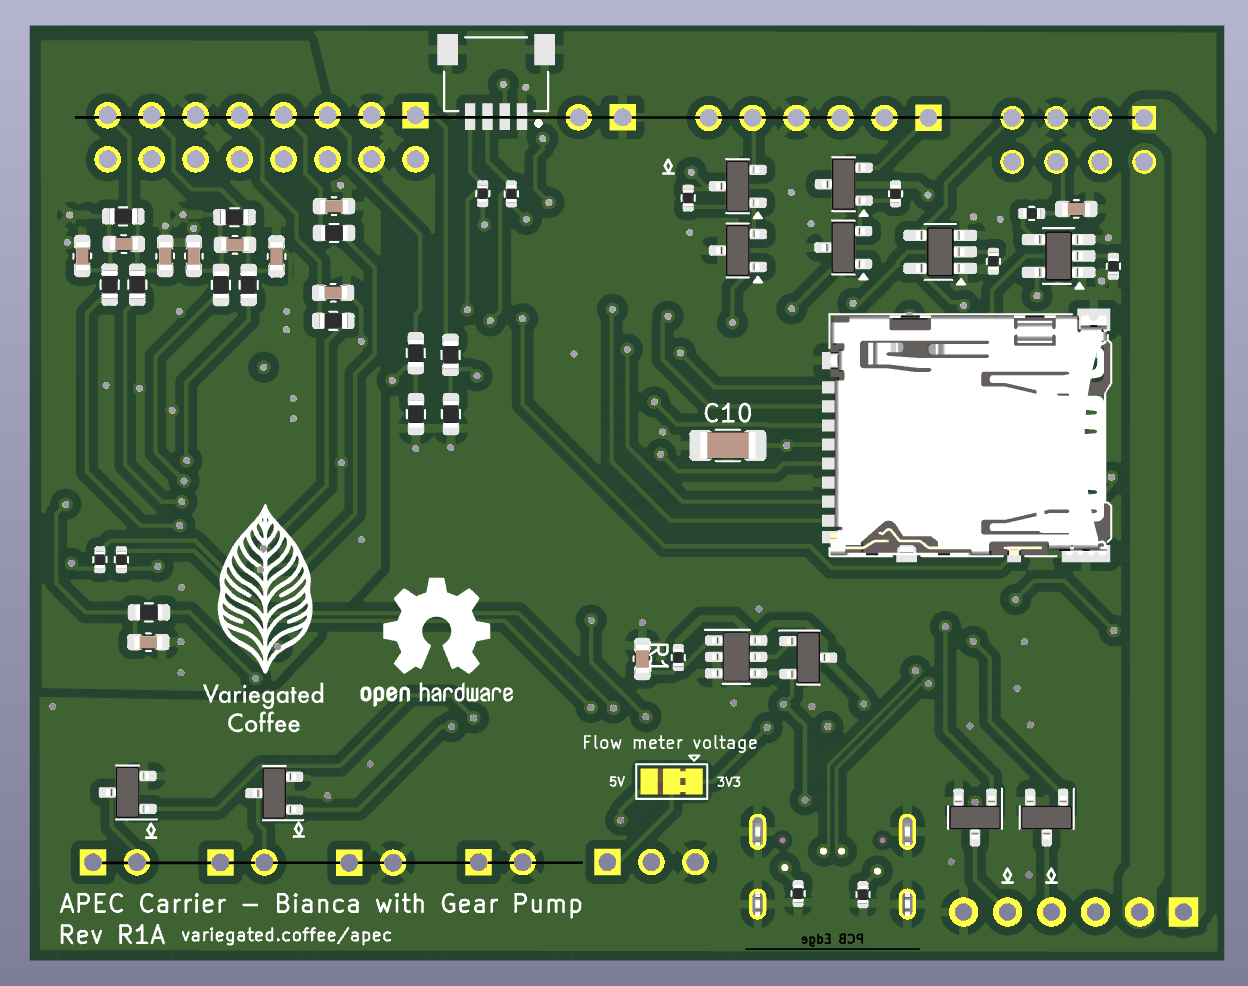 C10
Variegated
Coffee
open hardware
R1
Flow meter voltage
5V
3V3
APEC Carrier – Bianca with Gear Pump
Rev R1A variegated.coffee/apec
PCB Edge